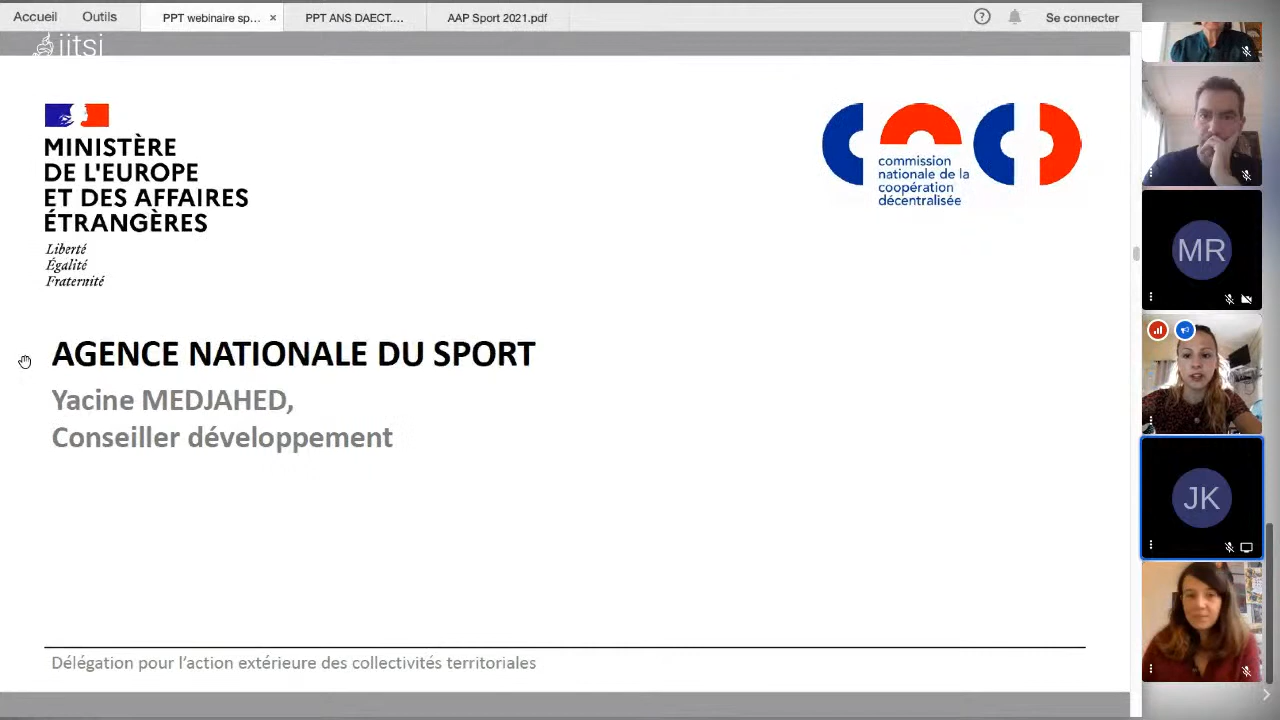 Accueil
Outils
PPT webinaire sp...
PPT ANS DAECT....
AAP Sport 2021.pdf
Se connecter
jitsi
MINISTÈRE
DE L'EUROPE
ET DES AFFAIRES
ÉTRANGÈRES
Liberté
Égalité
Fraternité
commission
nationale de la
coopération
décentralisée
AGENCE NATIONALE DU SPORT
Yacine MEDJAHED,
Conseiller développement
Délégation pour l'action extérieure des collectivités territoriales
MR
JK